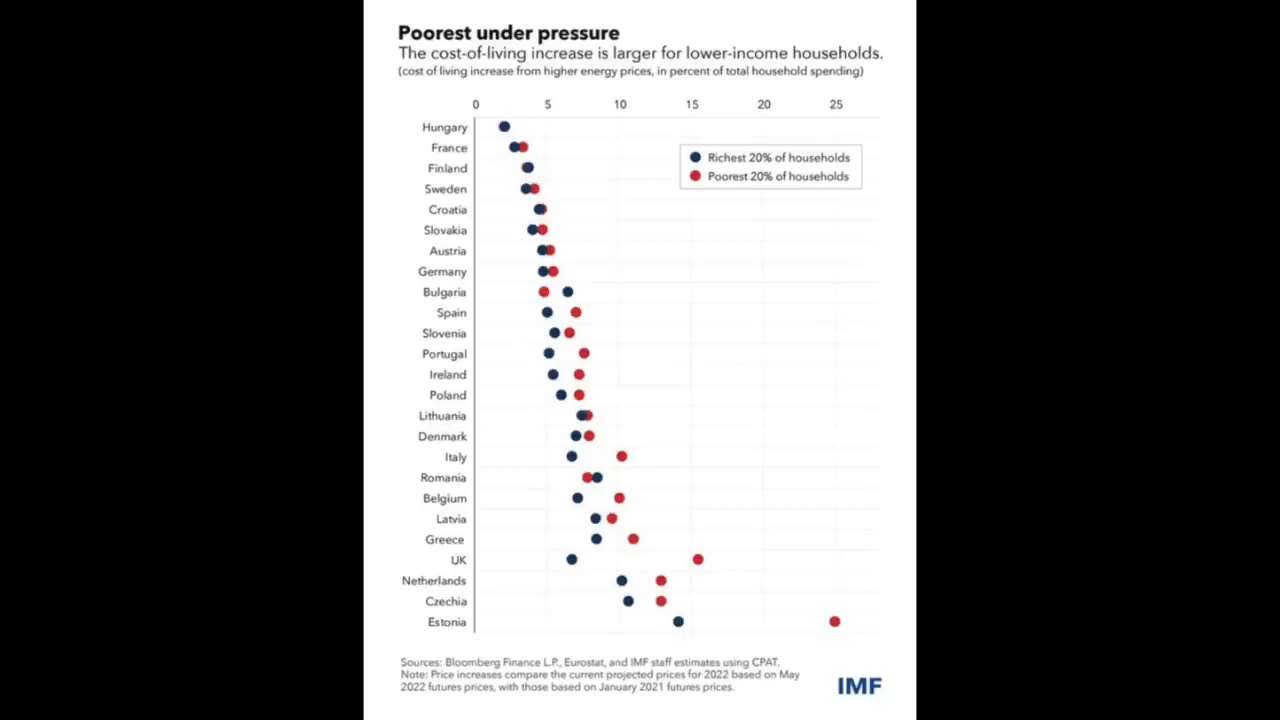 Poorest under pressure
The cost-of-living increase is larger for lower-income households.
(cost of living increase from higher energy prices, in percent of total household spending)
0 5 10 15 20 25
Hungary
France
Richest 20% of households
Finland
Poorest 20% of households
Sweden
Croatia
Slovakia
Austria
Germany
Bulgaria
Spain
Slovenia
Portugal
Ireland
Poland
Lithuania
Denmark
Italy
Romania
Belgium
Latvia
Greece
UK
Netherlands
Czechia
Estonia
Sources: Bloomberg Finance L.P., Eurostat, and IMF staff estimates using CPAT.
Note: Price increases compare the current projected prices for 2022 based on May
2022 futures prices, with those based on January 2021 futures prices.
IMF